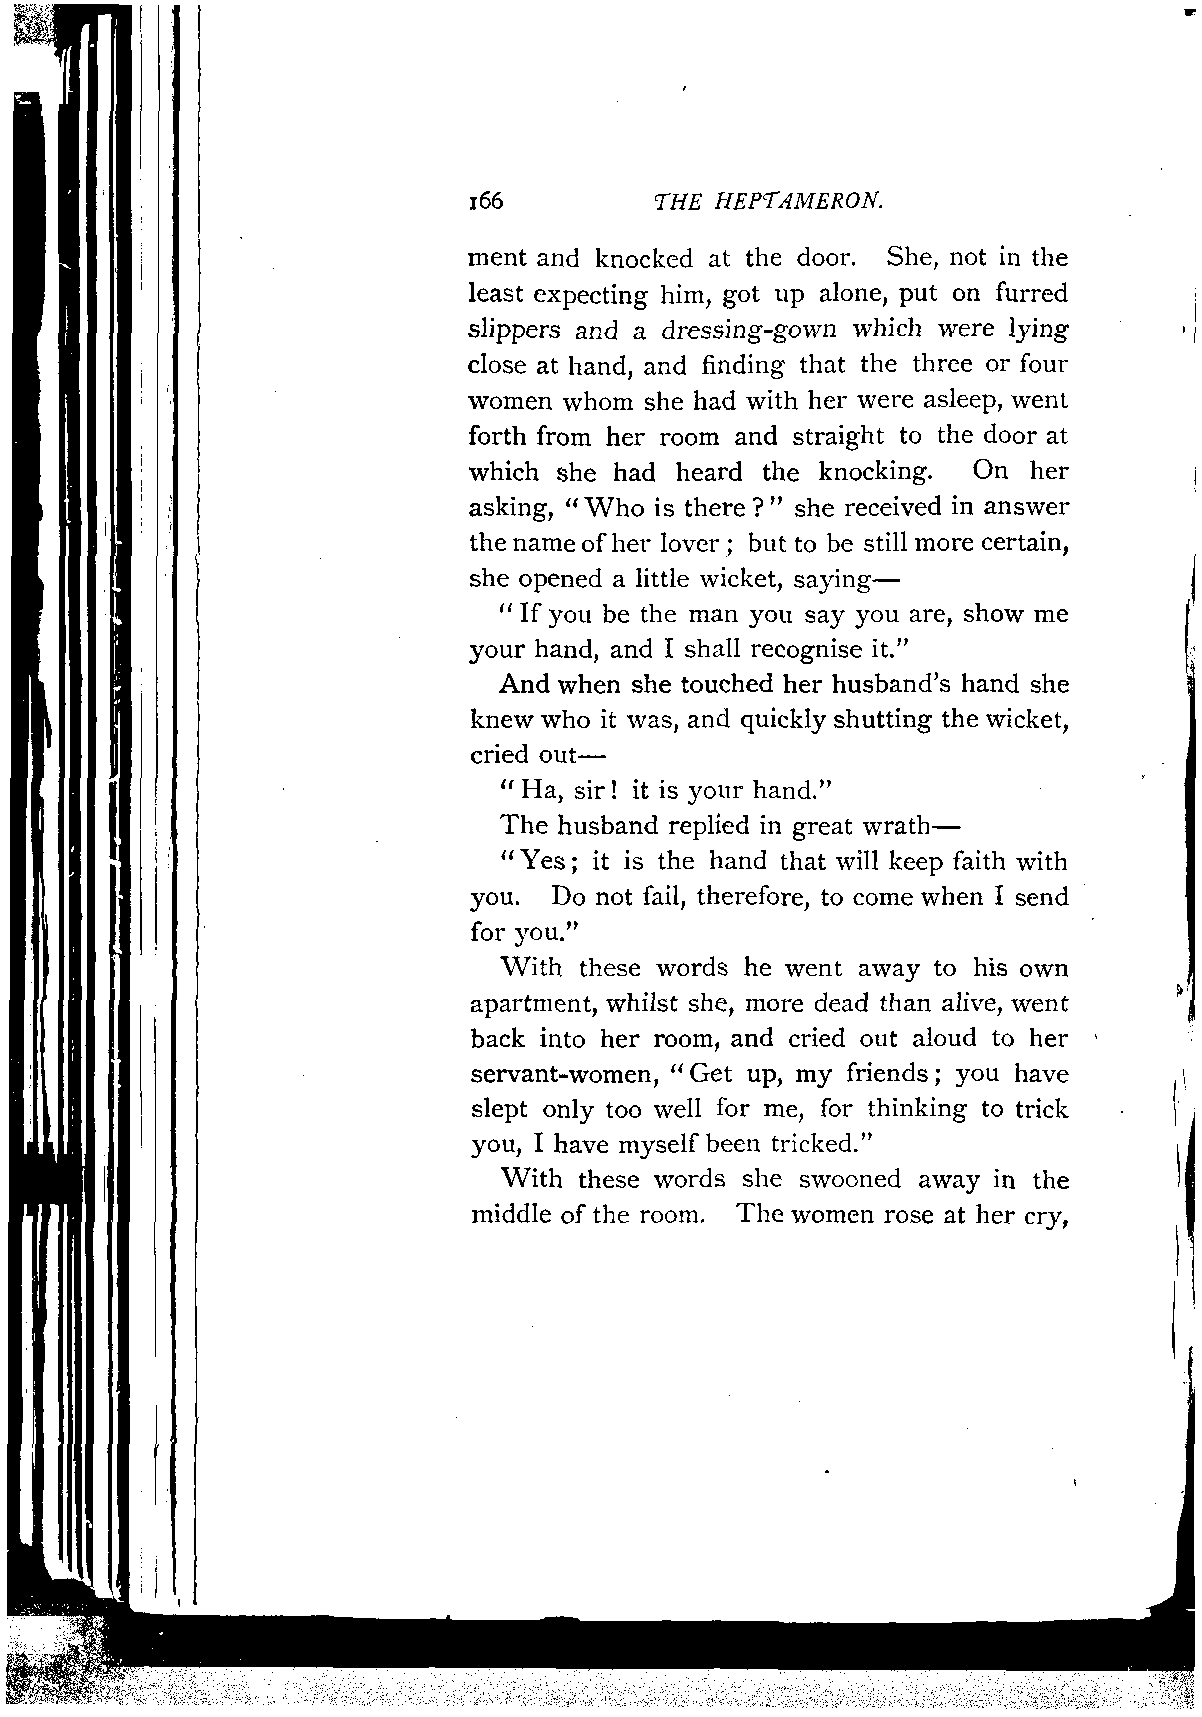 166 THE HEPTAMERON.
ment and knocked at the door. She, not in the
least expecting him, got up alone, put on furred
slippers and a dressing-gown which were lying
close at hand, and finding that the three or four
women whom she had with her were asleep, went
forth from her room and straight to the door at
which she had heard the knocking. On her
asking, “Who is there?” she received in answer
the name of her lover; but to be still more certain,
she opened a little wicket, saying—
“If you be the man you say you are, show me
your hand, and I shall recognise it.”
And when she touched her husband's hand she
knew who it was, and quickly shutting the wicket,
cried out—
“Ha, sir! it is your hand.”
The husband replied in great wrath—
“Yes; it is the hand that will keep faith with
you. Do not fail, therefore, to come when I send
for you.”
With these words he went away to his own
apartment, whilst she, more dead than alive, went
back into her room, and cried out aloud to her
servant-women, “Get up, my friends; you have
slept only too well for me, for thinking to trick
you, I have myself been tricked.”
With these words she swooned away in the
middle of the room. The women rose at her cry,